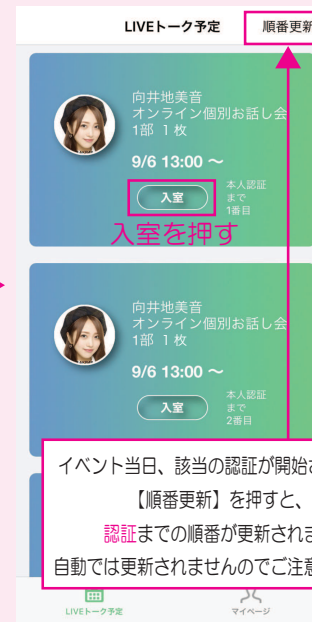 LIVEトーク予定
順番更新
向井地美音
オンライン個別お話し会
1部 1 枚
9/6 13:00 〜
入室
本人認証
まで
1番目
入室を押す
向井地美音
オンライン個別お話し会
1部 1 枚
9/6 13:00 〜
入室
本人認証
まで
2番目
イベント当日、該当の認証が開始さ
【順番更新】を押すと、
認証までの順番が更新されま
自動では更新されませんのでご注意
LIVEトーク予定
マイページ